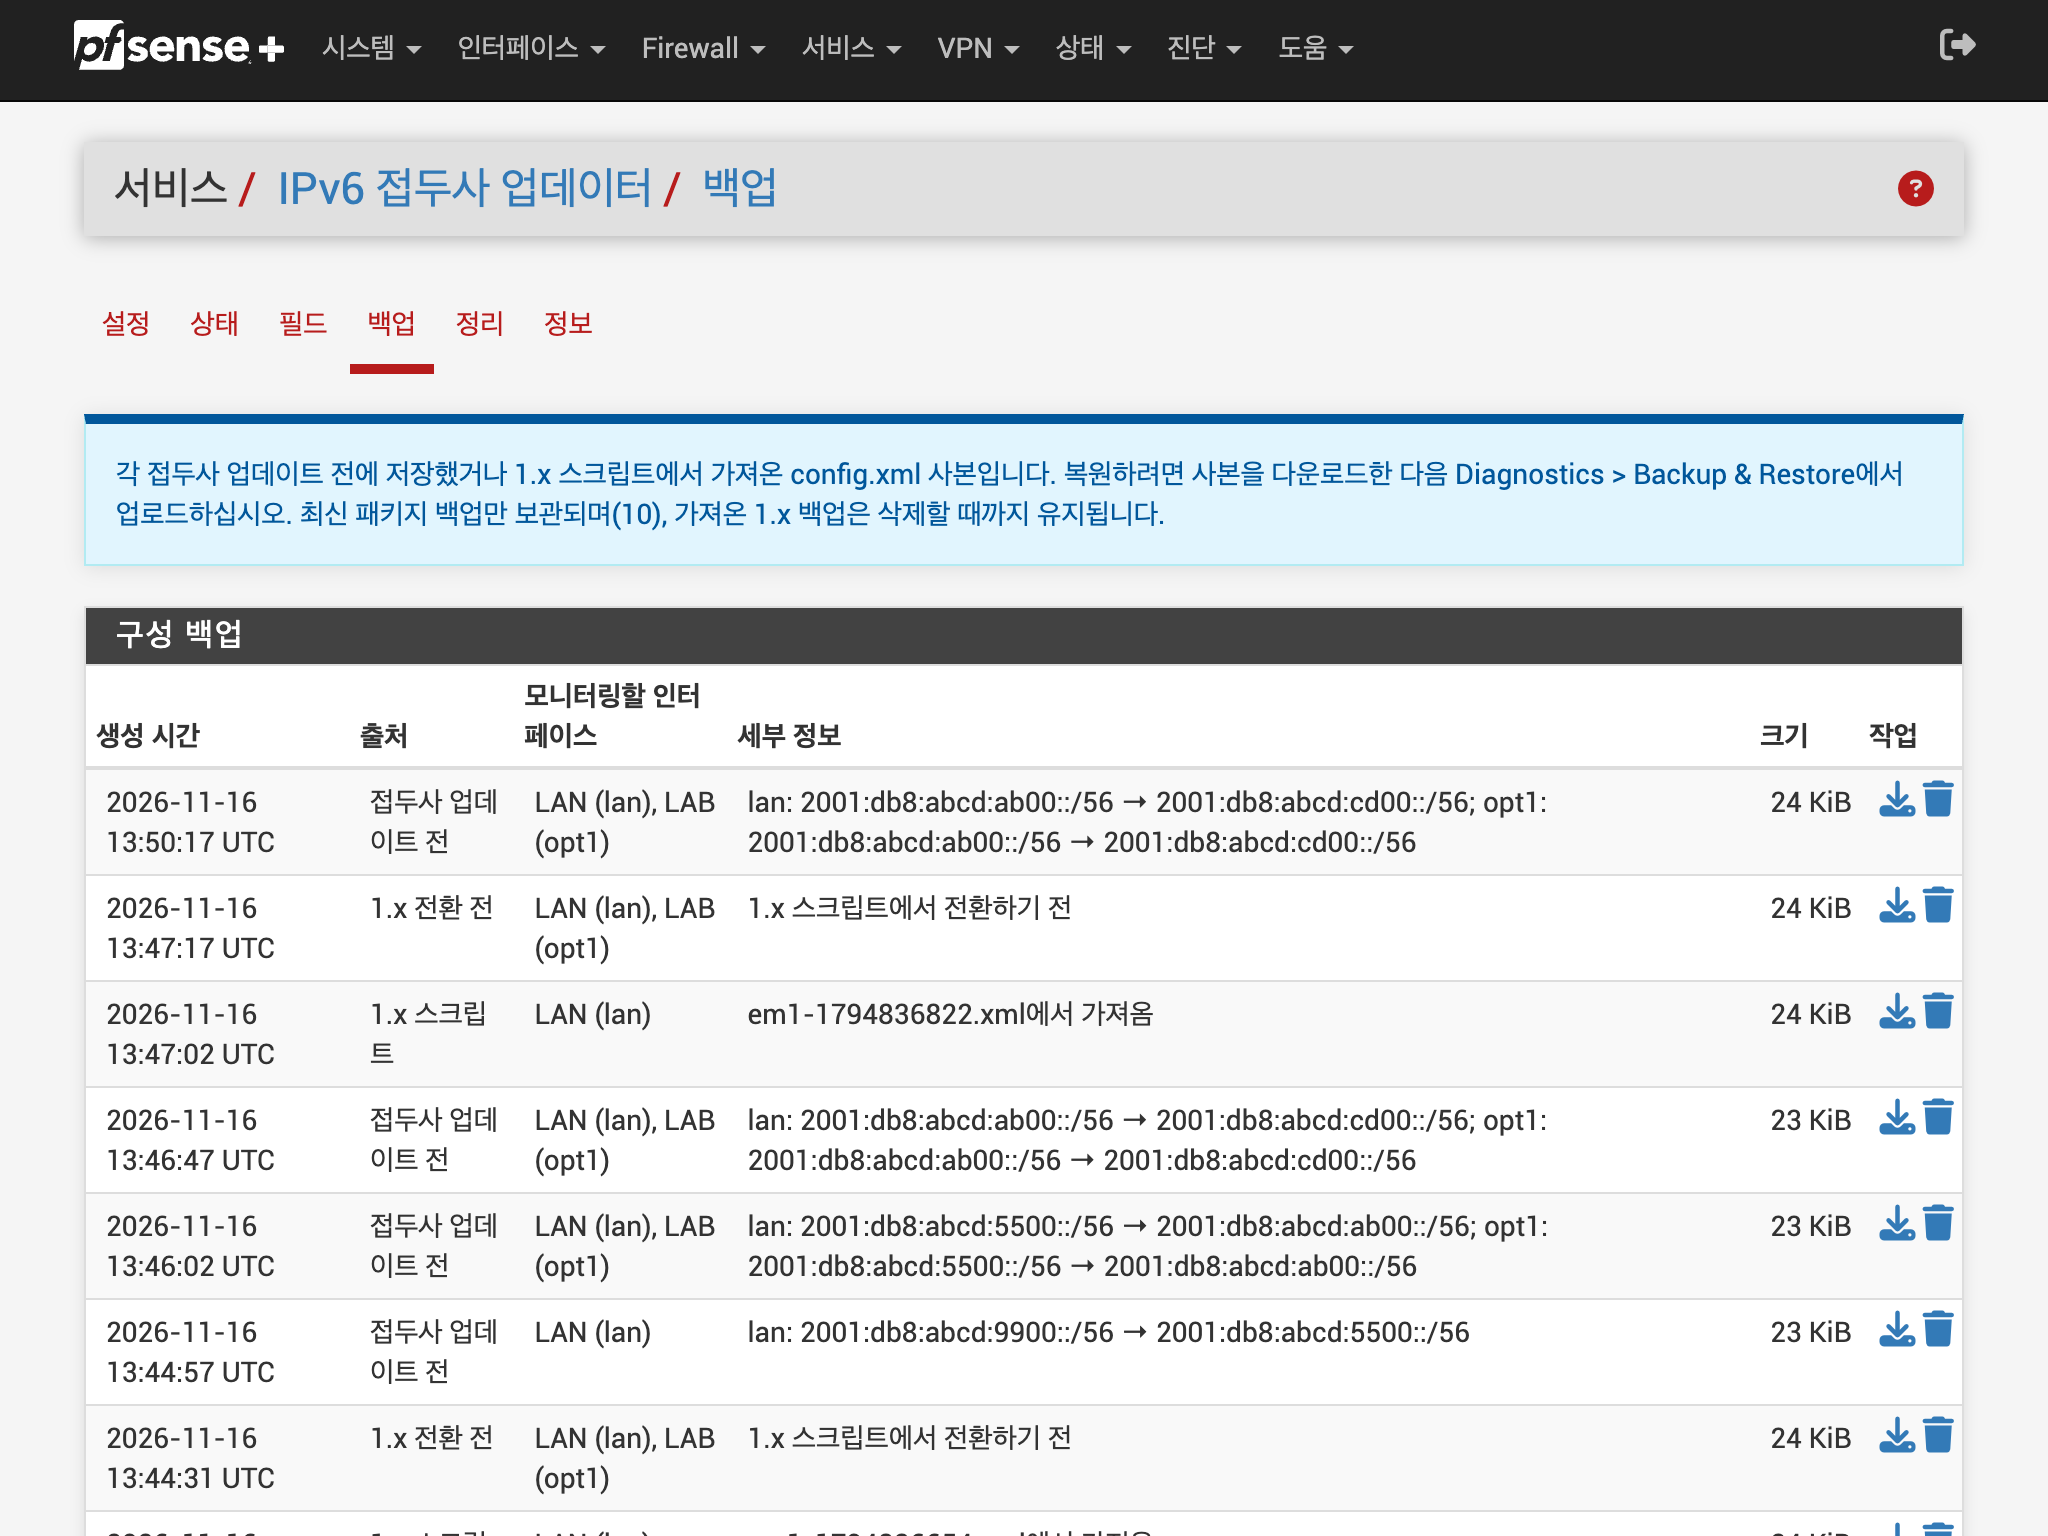 pfsense+ 시스템 인터페이스 Firewall 서비스 VPN 상태 진단 도움
서비스 / IPv6 접두사 업데이터 / 백업
설정 상태 필드 백업 정리 정보
각 접두사 업데이트 전에 저장했거나 1.x 스크립트에서 가져온 config.xml 사본입니다. 복원하려면 사본을 다운로드한 다음 Diagnostics > Backup & Restore에서
업로드하십시오. 최신 패키지 백업만 보관되며(10), 가져온 1.x 백업은 삭제할 때까지 유지됩니다.
구성 백업
생성 시간 출처 모니터링할 인터페이스 세부 정보 크기 작업
2026-11-16 접두사 업데 LAN (lan), LAB lan: 2001:db8:abcd:ab00::/56 → 2001:db8:abcd:cd00::/56; opt1: 24 KiB
13:50:17 UTC 이트 전 (opt1) 2001:db8:abcd:ab00::/56 → 2001:db8:abcd:cd00::/56
2026-11-16 1.x 전환 전 LAN (lan), LAB 1.x 스크립트에서 전환하기 전 24 KiB
13:47:17 UTC (opt1)
2026-11-16 1.x 스크립 LAN (lan) em1-1794836822.xml에서 가져옴 24 KiB
13:47:02 UTC 트
2026-11-16 접두사 업데 LAN (lan), LAB lan: 2001:db8:abcd:ab00::/56 → 2001:db8:abcd:cd00::/56; opt1: 23 KiB
13:46:47 UTC 이트 전 (opt1) 2001:db8:abcd:ab00::/56 → 2001:db8:abcd:cd00::/56
2026-11-16 접두사 업데 LAN (lan), LAB lan: 2001:db8:abcd:5500::/56 → 2001:db8:abcd:ab00::/56; opt1: 23 KiB
13:46:02 UTC 이트 전 (opt1) 2001:db8:abcd:5500::/56 → 2001:db8:abcd:ab00::/56
2026-11-16 접두사 업데 LAN (lan) lan: 2001:db8:abcd:9900::/56 → 2001:db8:abcd:5500::/56 23 KiB
13:44:57 UTC 이트 전
2026-11-16 1.x 전환 전 LAN (lan), LAB 1.x 스크립트에서 전환하기 전 24 KiB
13:44:31 UTC (opt1)